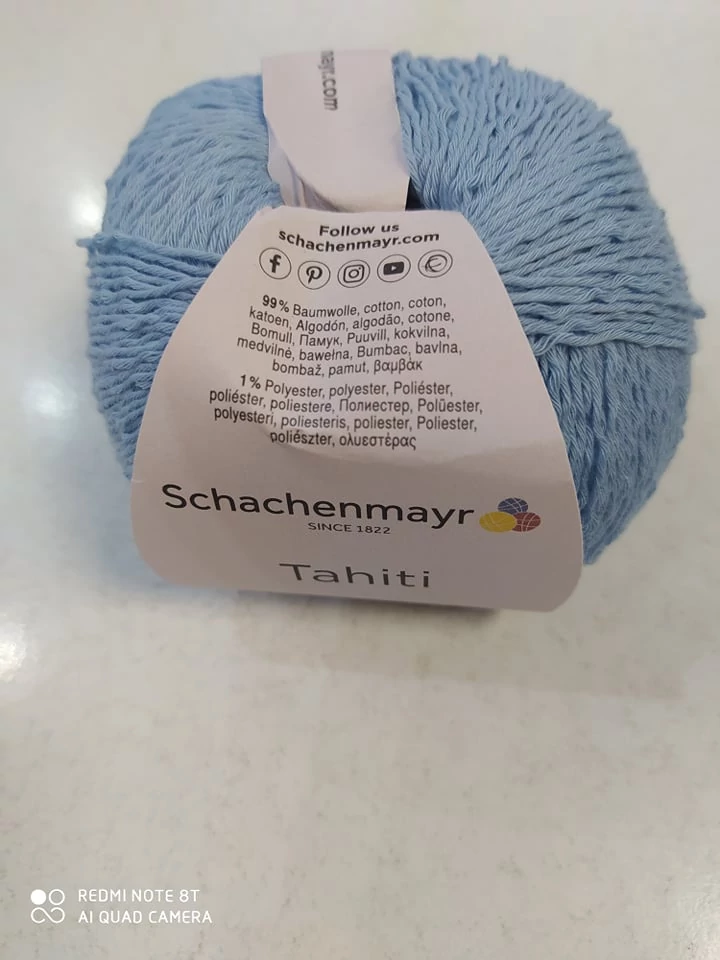 nayr.com
Follow us
schachenmayr.com
99% Baumwolle, cotton, coton,
katoen, Algodón, algodão, cotone,
Bomull, Памук, Puuvill, kokvilna,
medvilnė, bawełna, Bumbac, bavlna,
bombaž, pamut, βαμβάκ
1% Polyester, polyester, Poliéster,
poliéster, poliestere, Полиестер, Polüester,
polyesteri, poliesteris, poliester, Poliester,
poliészter, ολυεστέρας
Schachenmayr
SINCE 1822
Tahiti
REDMI NOTE 8T
AI QUAD CAMERA